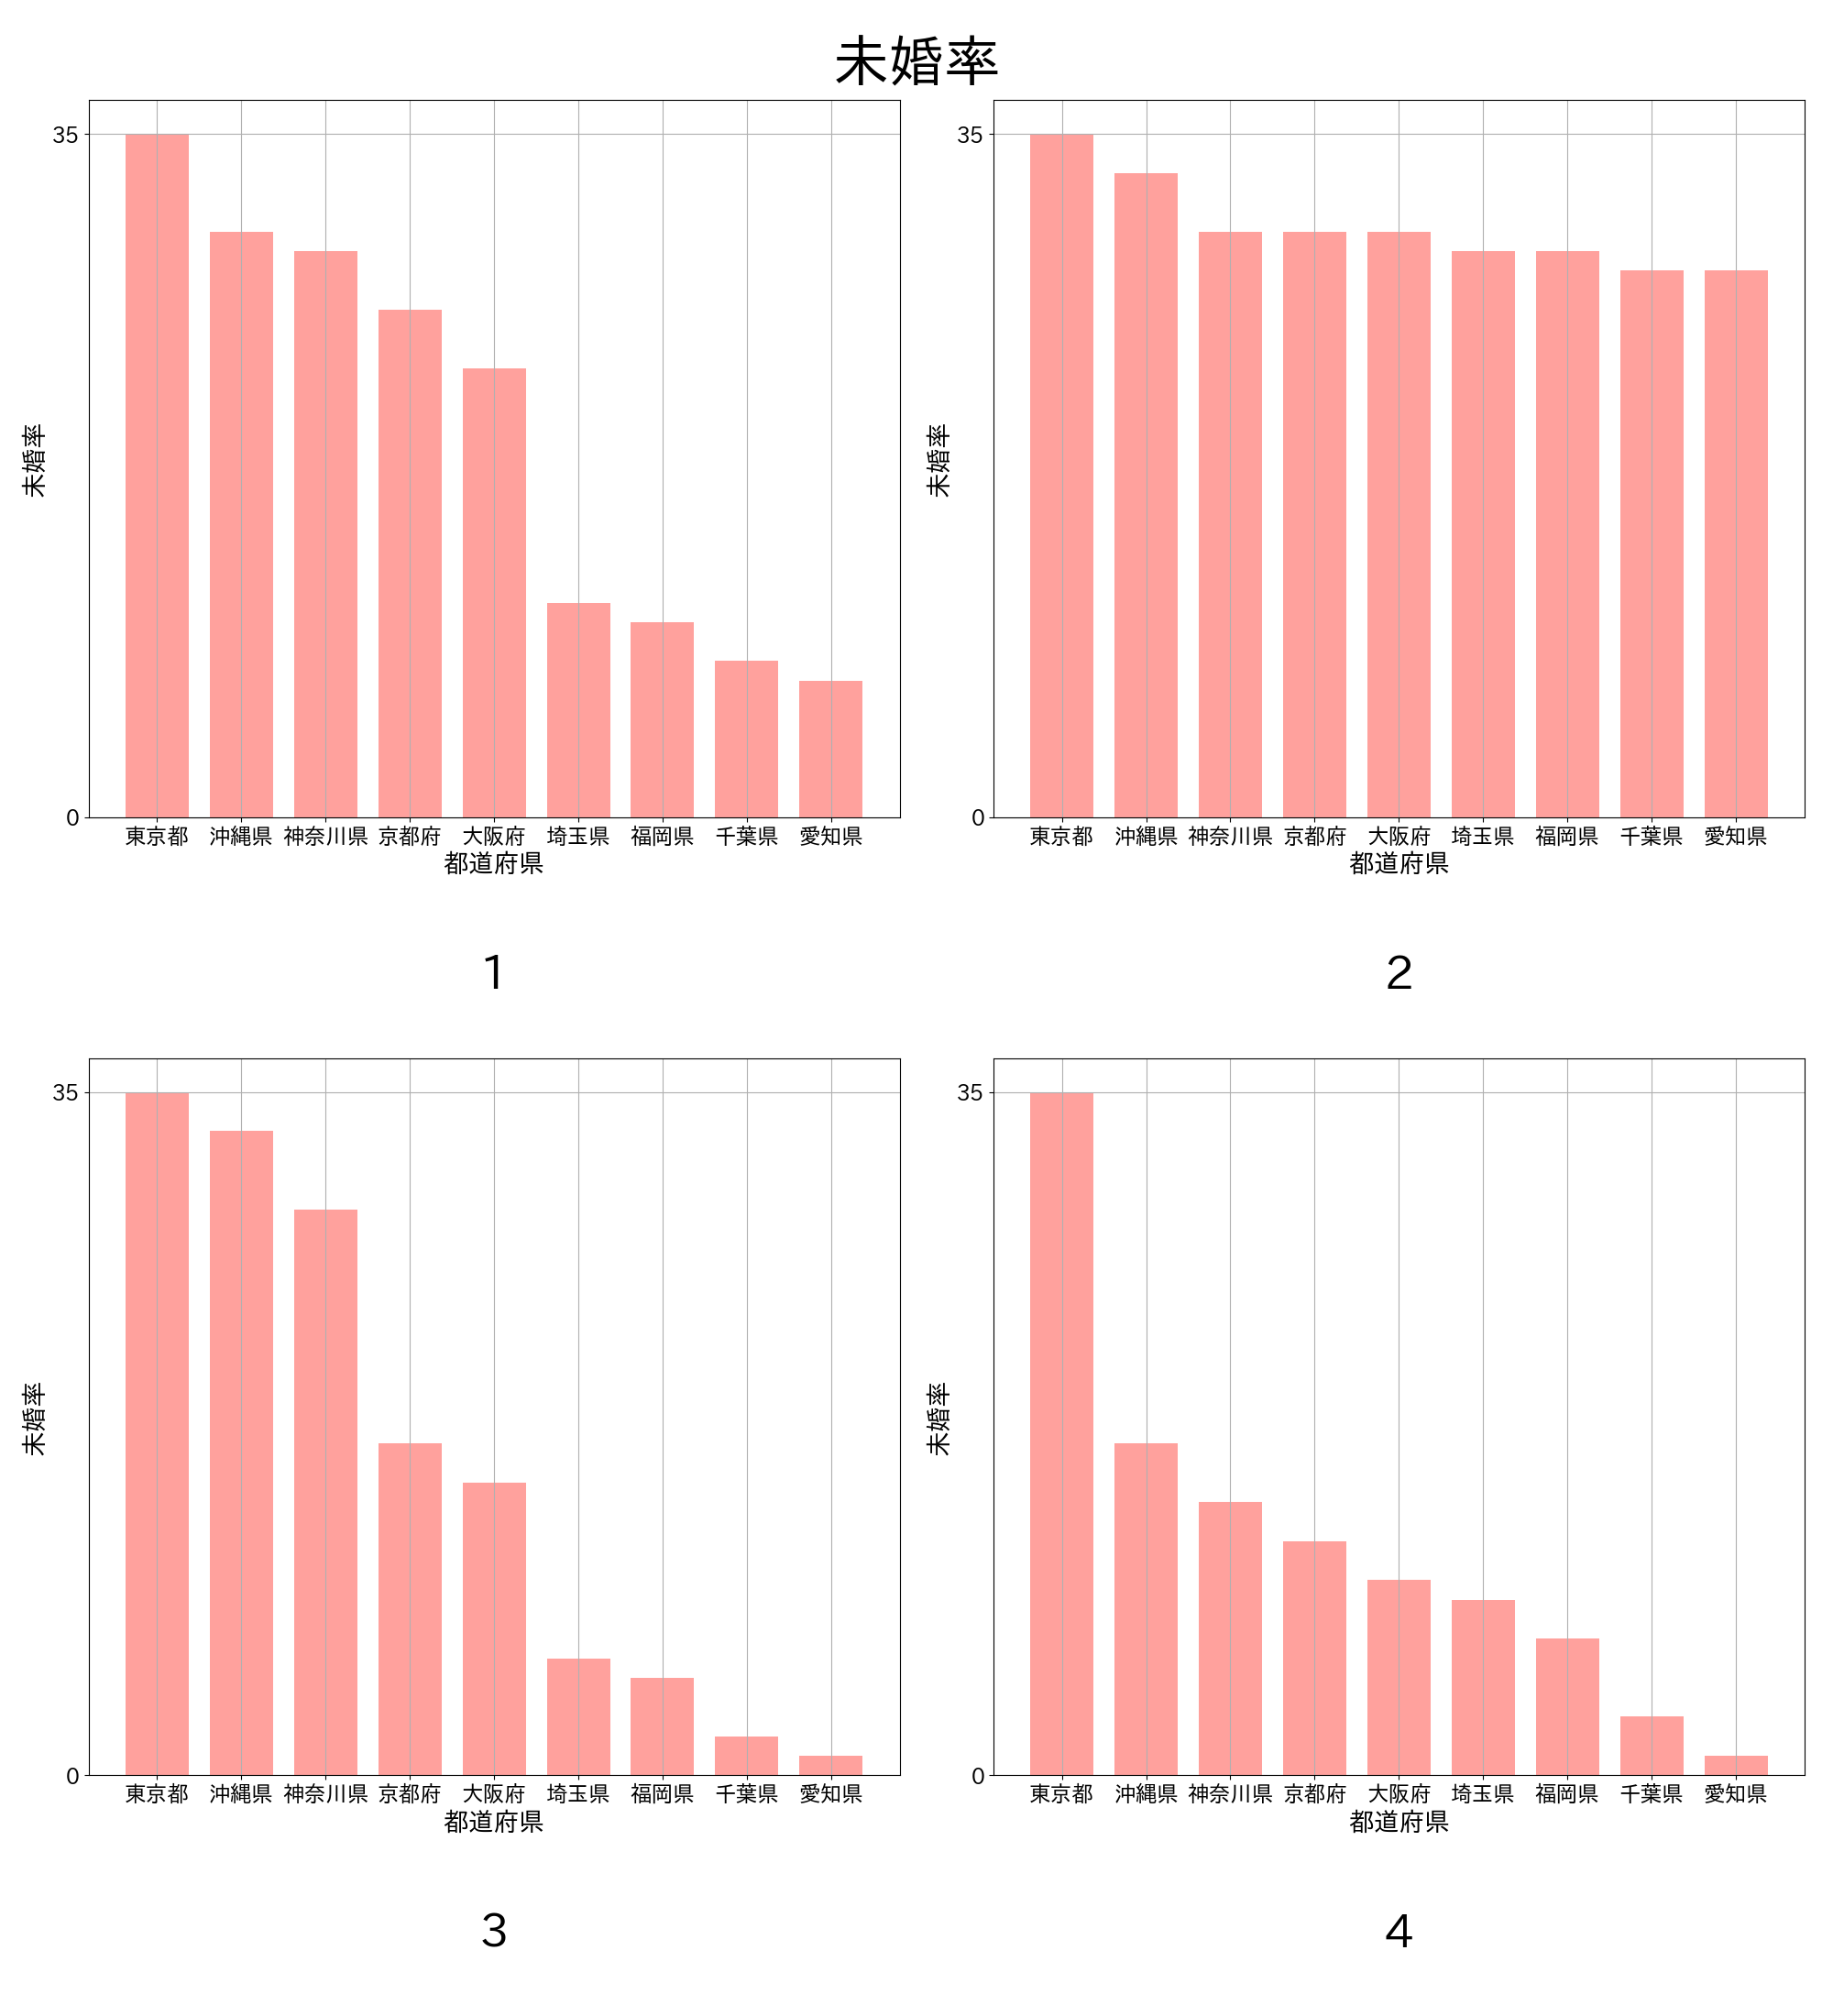 未婚率
35
0
未婚率
東京都 沖縄県 神奈川県 京都府 大阪府 埼玉県 福岡県 千葉県 愛知県
都道府県
1
35
0
未婚率
東京都 沖縄県 神奈川県 京都府 大阪府 埼玉県 福岡県 千葉県 愛知県
都道府県
2
35
0
未婚率
東京都 沖縄県 神奈川県 京都府 大阪府 埼玉県 福岡県 千葉県 愛知県
都道府県
3
35
0
未婚率
東京都 沖縄県 神奈川県 京都府 大阪府 埼玉県 福岡県 千葉県 愛知県
都道府県
4